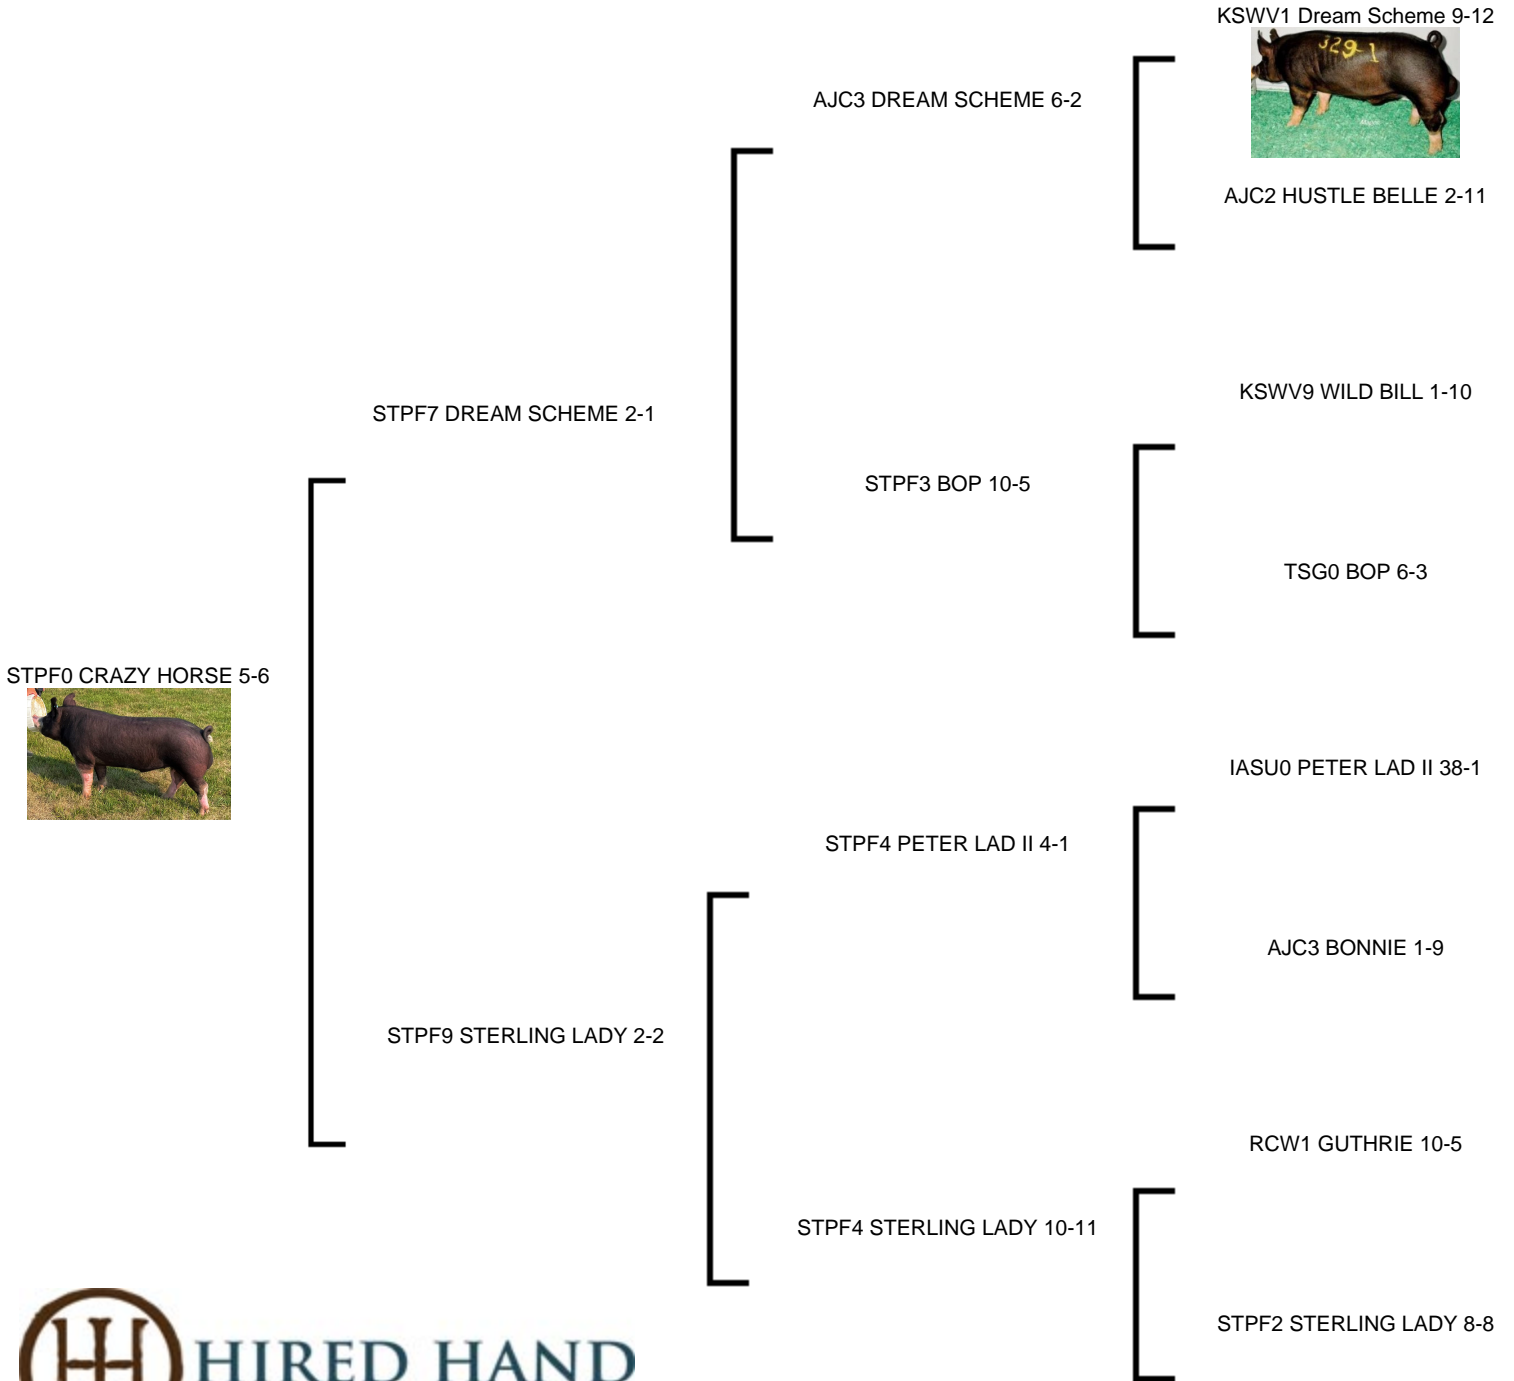 KSWV1 Dream Scheme 9-12
329-1
AJC3 DREAM SCHEME 6-2
AJC2 HUSTLE BELLE 2-11
KSWV9 WILD BILL 1-10
STPF7 DREAM SCHEME 2-1
STPF3 BOP 10-5
TSG0 BOP 6-3
STPF0 CRAZY HORSE 5-6
IASU0 PETER LAD II 38-1
STPF4 PETER LAD II 4-1
AJC3 BONNIE 1-9
STPF9 STERLING LADY 2-2
RCW1 GUTHRIE 10-5
STPF4 STERLING LADY 10-11
STPF2 STERLING LADY 8-8
HH HIRED HAND